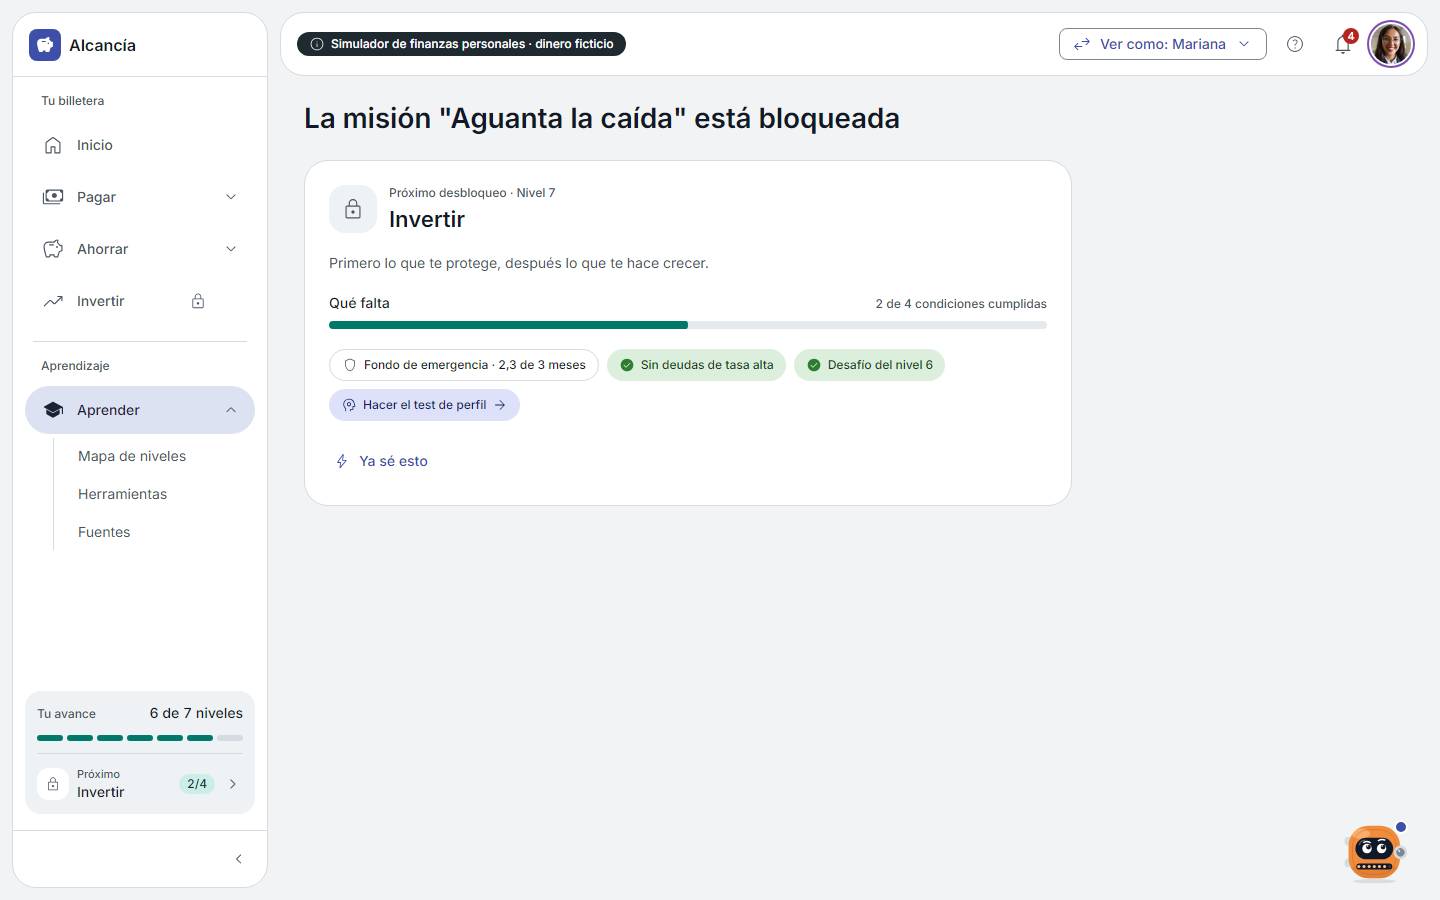 Alcancía
Simulador de finanzas personales · dinero ficticio
Ver como: Mariana
4
Tu billetera
Inicio
Pagar
Ahorrar
Invertir
Aprendizaje
Aprender
Mapa de niveles
Herramientas
Fuentes
Tu avance
6 de 7 niveles
Próximo
Invertir
2/4
La misión "Aguanta la caída" está bloqueada
Próximo desbloqueo · Nivel 7
Invertir
Primero lo que te protege, después lo que te hace crecer.
Qué falta
2 de 4 condiciones cumplidas
Fondo de emergencia · 2,3 de 3 meses
Sin deudas de tasa alta
Desafío del nivel 6
Hacer el test de perfil
Ya sé esto